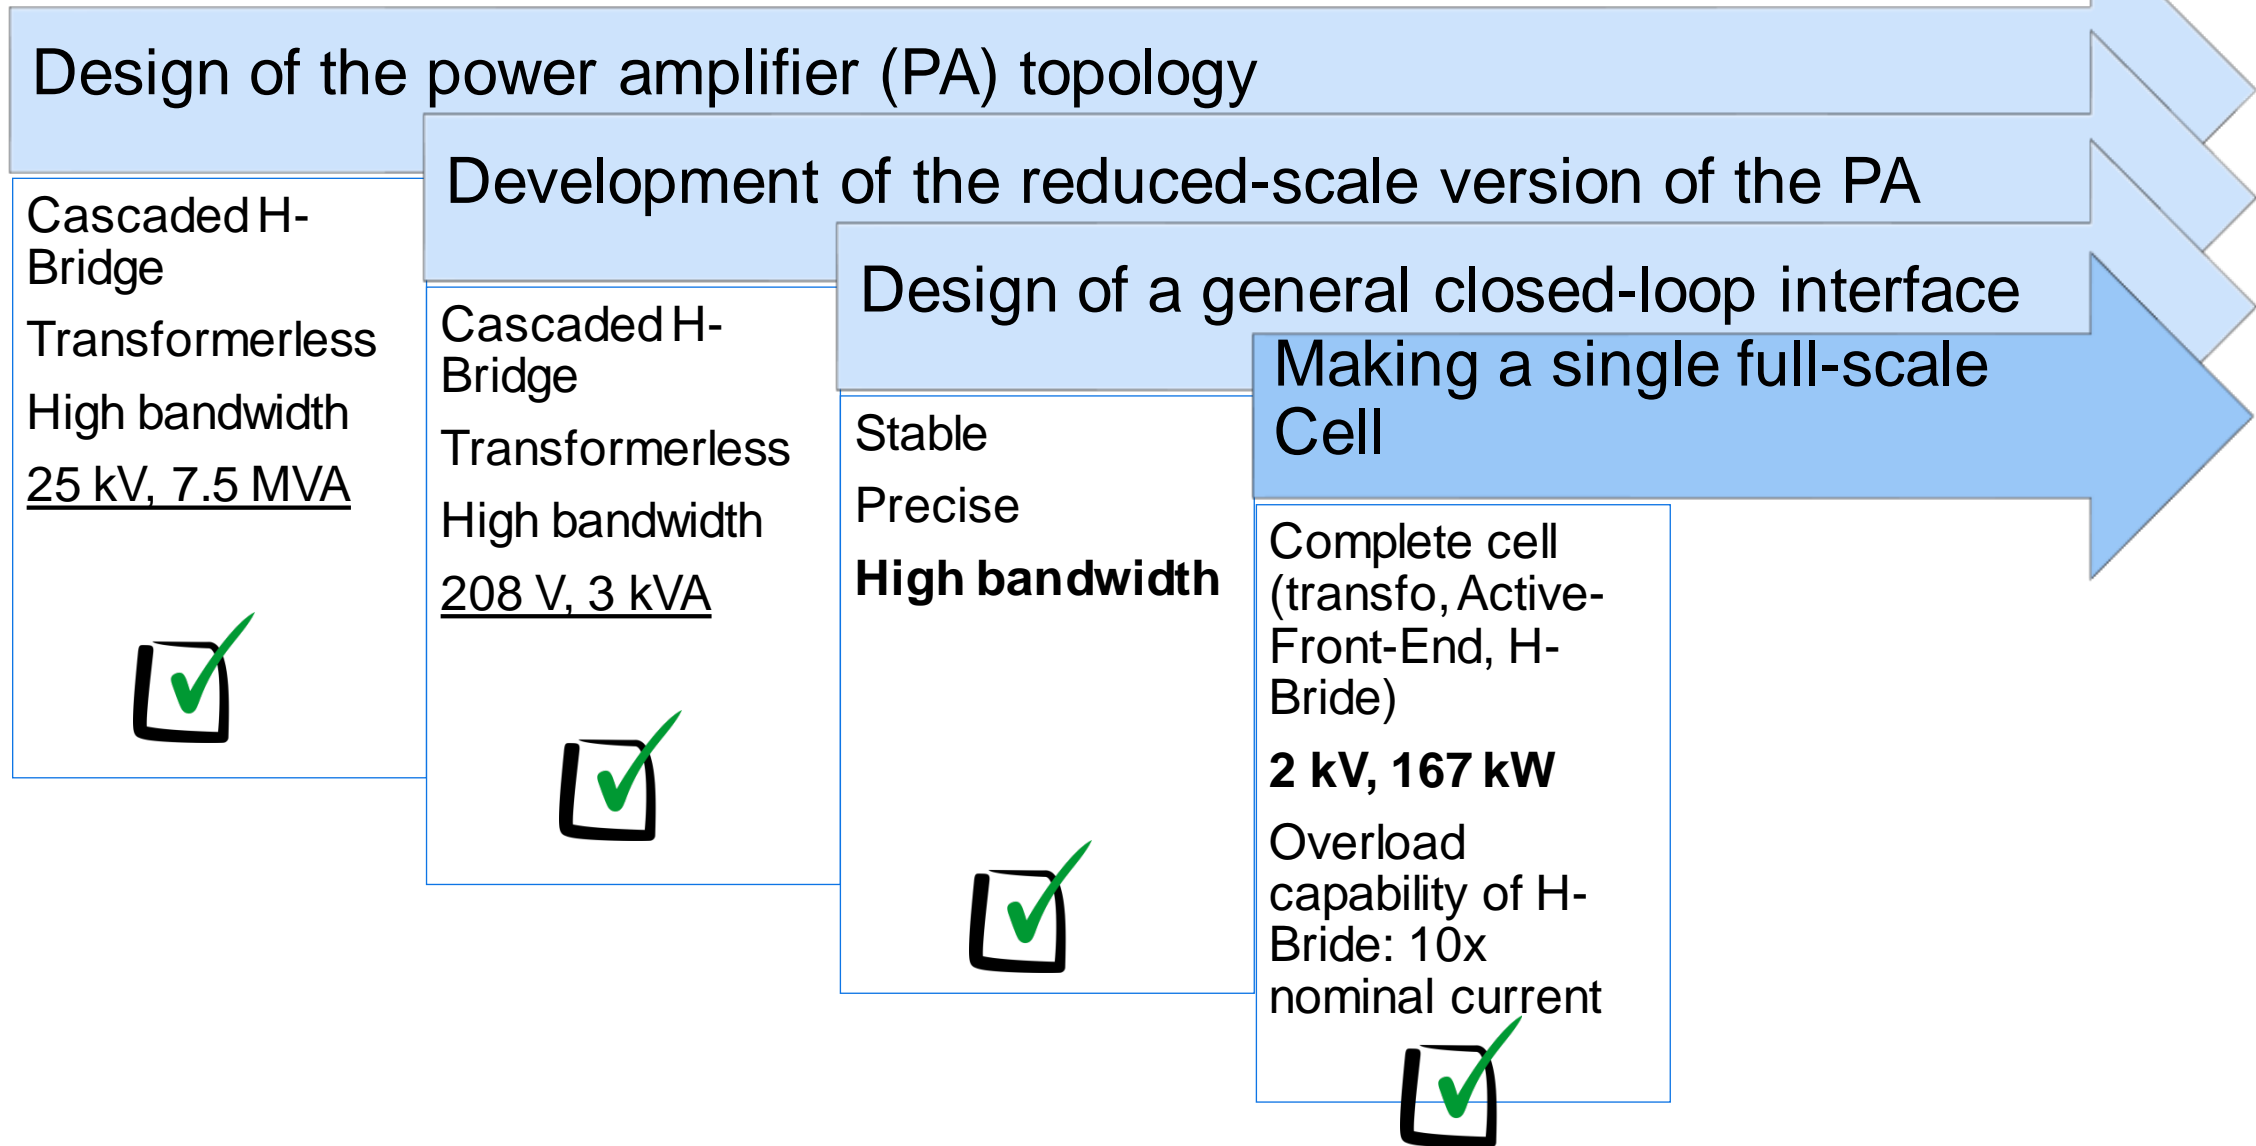 Design of the power amplifier (PA) topology
Cascaded H-
Bridge
Transformerless
High bandwidth
25 kV, 7.5 MVA
Development of the reduced-scale version of the PA
Cascaded H-
Bridge
Transformerless
High bandwidth
208 V, 3 kVA
Design of a general closed-loop interface
Stable
Precise
High bandwidth
Making a single full-scale
Cell
Complete cell
(transfo, Active-
Front-End, H-
Bride)
2 kV, 167 kW
Overload
capability of H-
Bride: 10x
nominal current